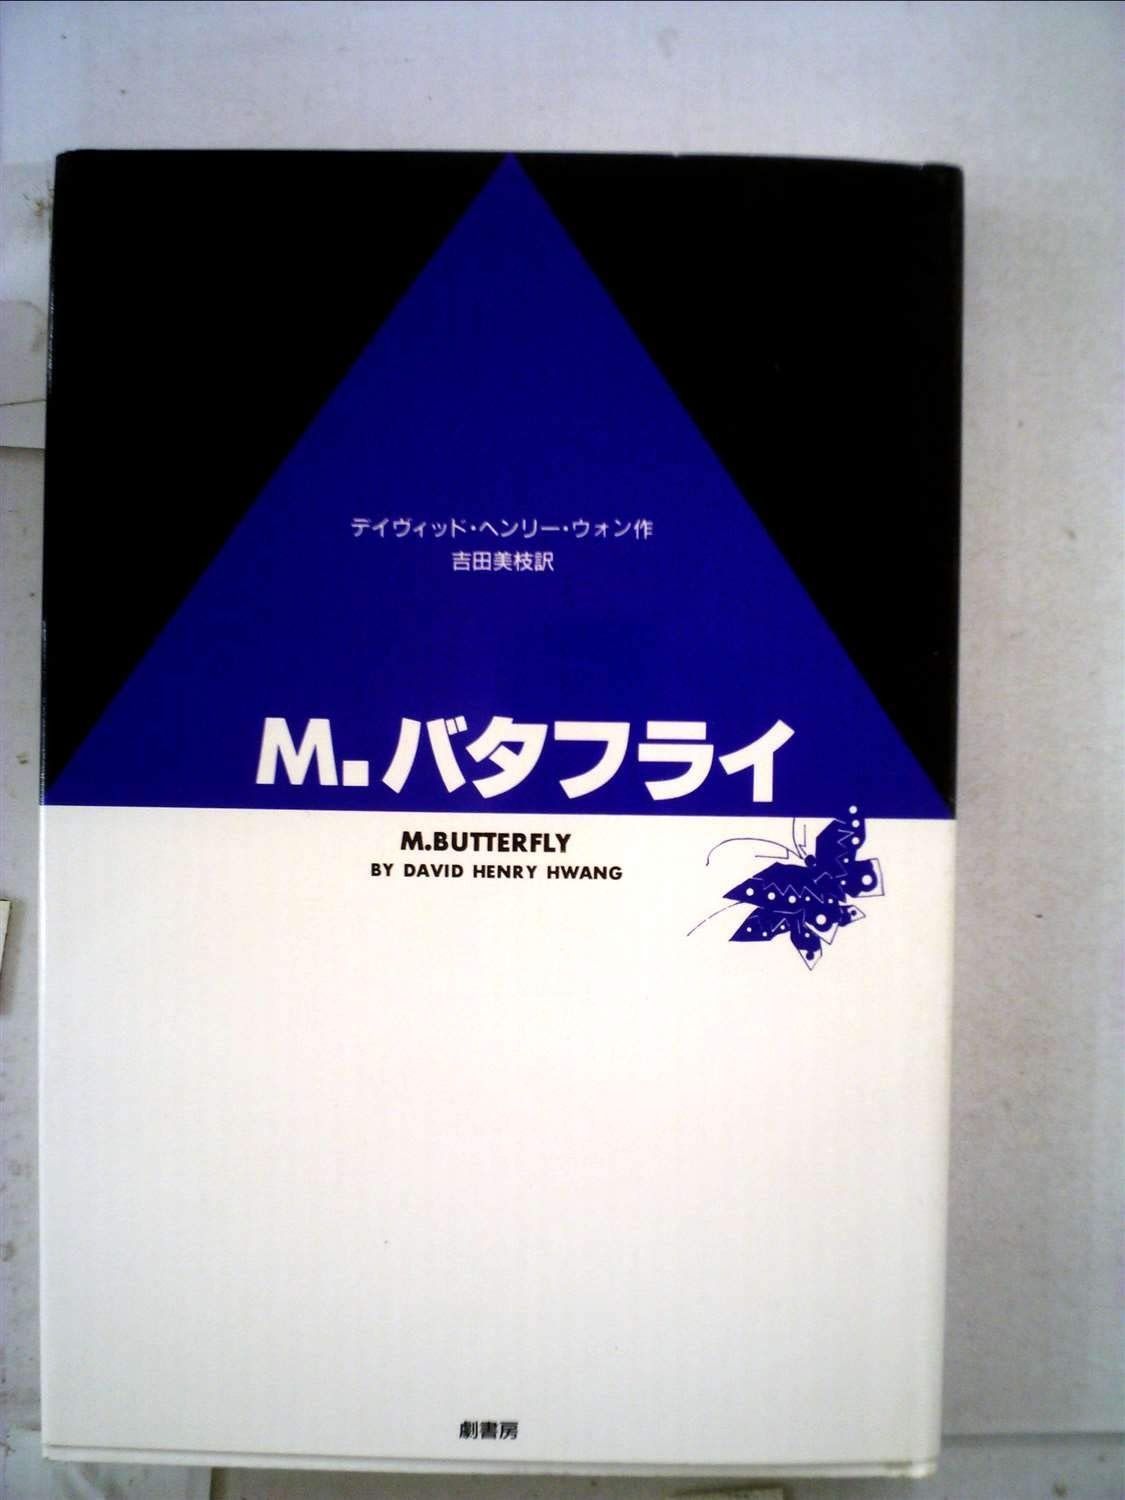 デイヴィッド・ヘンリー・ウォン作
吉田美枝訳
M.バタフライ
M.BUTTERFLY
BY DAVID HENRY HWANG
劇書房